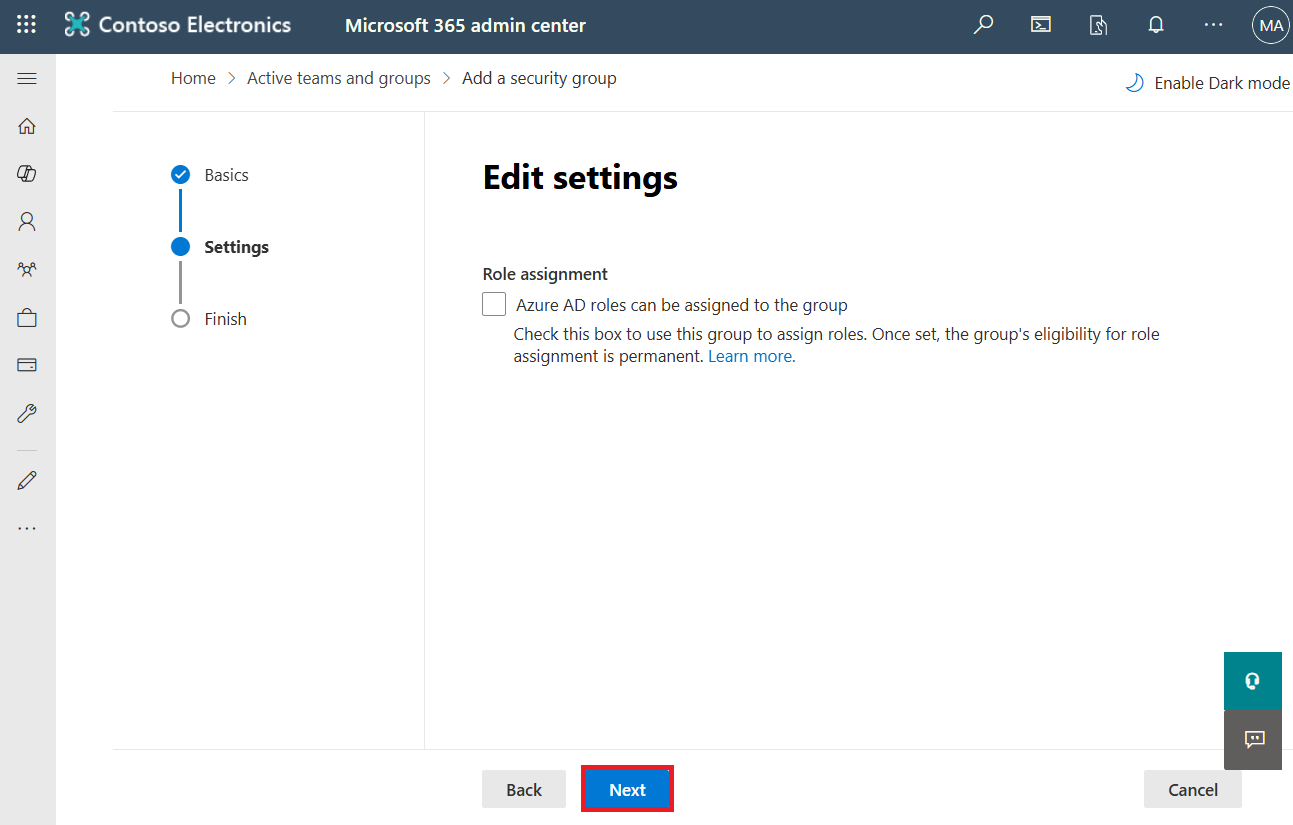 Contoso Electronics
Microsoft 365 admin center
MA
Home > Active teams and groups > Add a security group
Enable Dark mode
Basics
Settings
Finish
Edit settings
Role assignment
Azure AD roles can be assigned to the group
Check this box to use this group to assign roles. Once set, the group's eligibility for role
assignment is permanent. Learn more.
Back
Next
Cancel